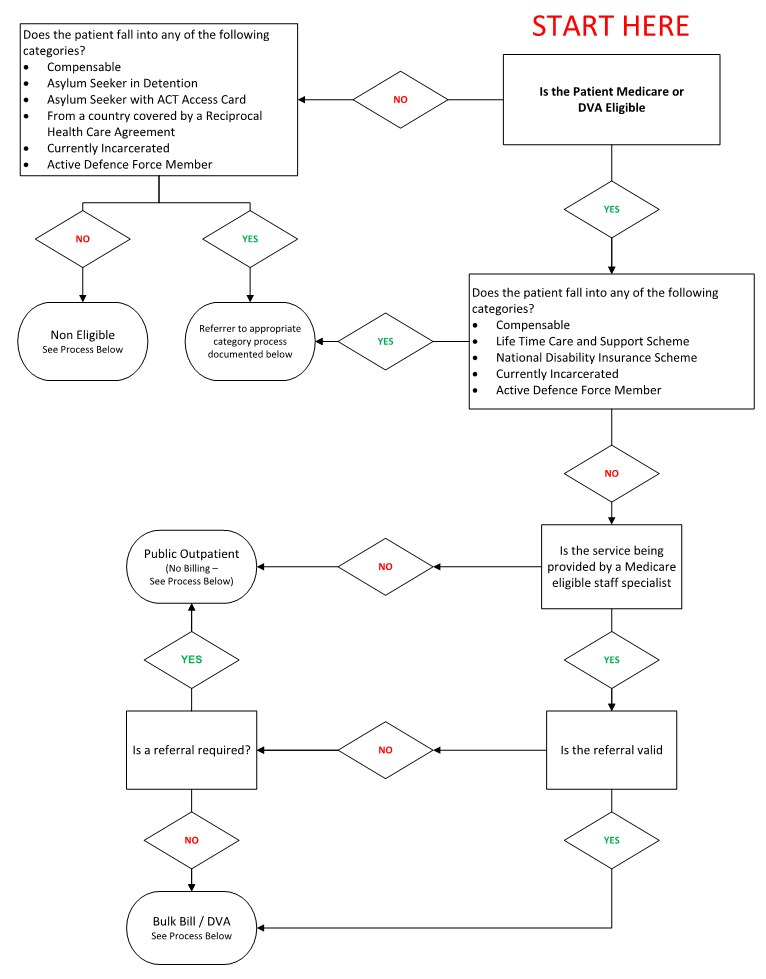 START HERE
Is the Patient Medicare or
DVA Eligible
NO
Does the patient fall into any of the following
categories?
• Compensable
• Asylum Seeker in Detention
• Asylum Seeker with ACT Access Card
• From a country covered by a Reciprocal
Health Care Agreement
• Currently Incarcerated
• Active Defence Force Member
YES
NO
YES
Does the patient fall into any of the following
categories?
• Compensable
• Life Time Care and Support Scheme
• National Disability Insurance Scheme
• Currently Incarcerated
• Active Defence Force Member
Non Eligible
See Process Below
Referrer to appropriate
category process
documented below
YES
NO
Is the service being
provided by a Medicare
eligible staff specialist
NO
Public Outpatient
(No Billing –
See Process Below)
YES
YES
Is the referral valid
NO
Is a referral required?
NO
YES
Bulk Bill / DVA
See Process Below